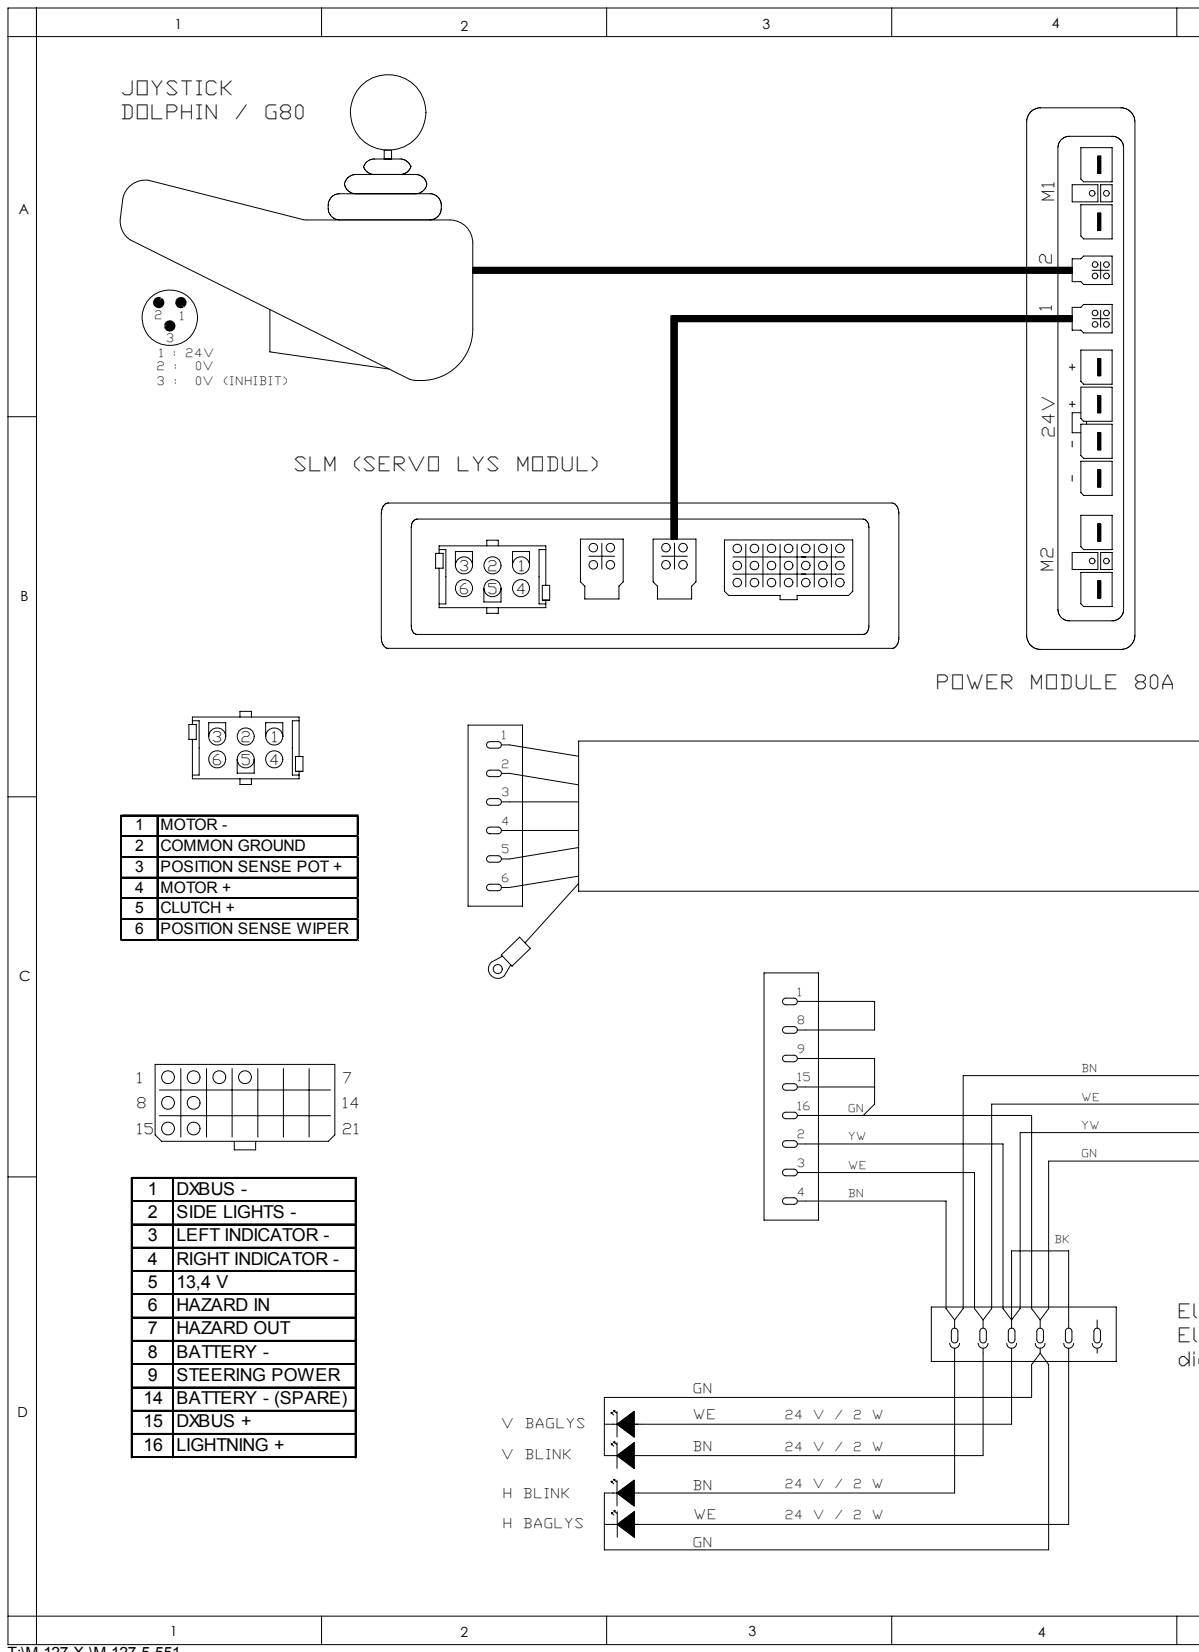 1 2 3 4
A
B
C
D
JOYSTICK
DOLPHIN / G80
2 1
3
1 : 24V
2 : 0V
3 : 0V (INHIBIT)
M1
2
1
+
24V +
-
-
M2
POWER MODULE 80A
SLM (SERVO LYS MODUL)
3 2 1
6 5 4
3 2 1
6 5 4
1 MOTOR -
2 COMMON GROUND
3 POSITION SENSE POT +
4 MOTOR +
5 CLUTCH +
6 POSITION SENSE WIPER
1
2
3
4
5
6
1 7
8 14
15 21
1 DXBUS -
2 SIDE LIGHTS -
3 LEFT INDICATOR -
4 RIGHT INDICATOR -
5 13,4 V
6 HAZARD IN
7 HAZARD OUT
8 BATTERY -
9 STEERING POWER
14 BATTERY - (SPARE)
15 DXBUS +
16 LIGHTNING +
1
8
9
15
16 GN
2 YW
3 WE
4 BN
BN
WE
YW
GN
BK
El
El
GN
V BAGLYS WE 24 V / 2 W
V BLINK BN 24 V / 2 W
H BLINK BN 24 V / 2 W
H BAGLYS WE 24 V / 2 W
GN
1 2 3 4